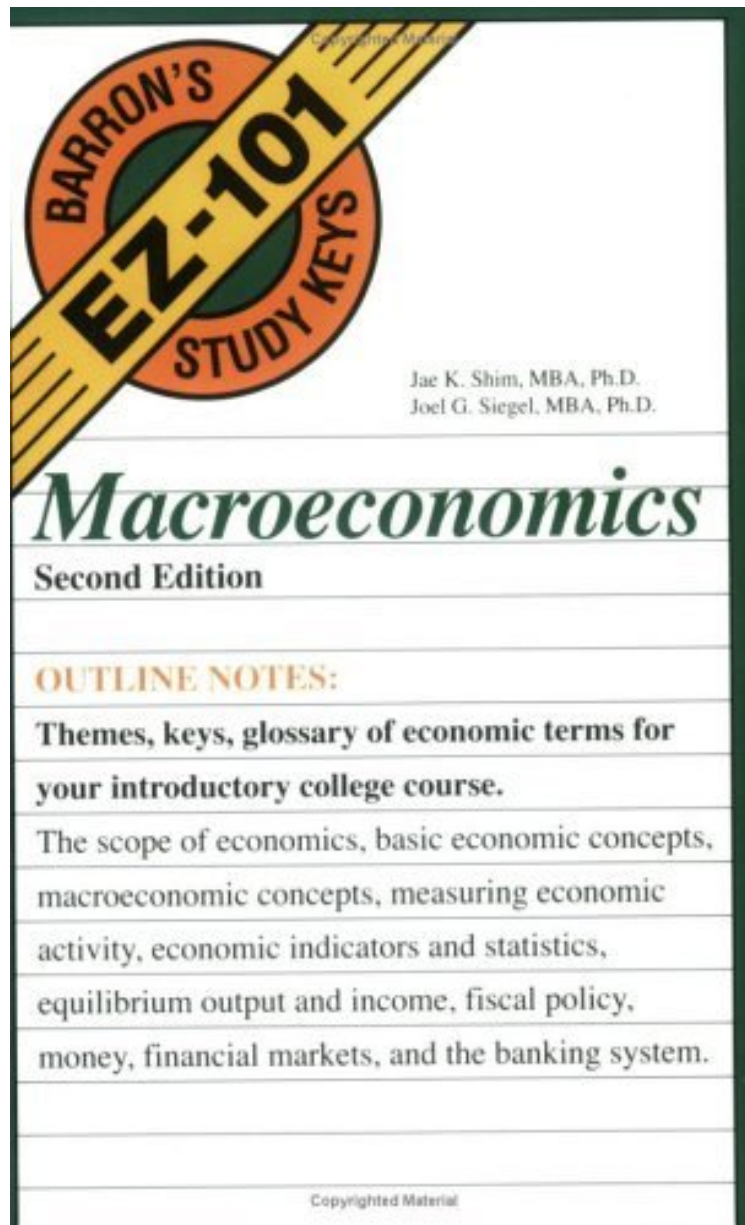 Copyrighted Material
BARRON'S
EZ-101
STUDY KEYS
Jae K. Shim, MBA, Ph.D.
Joel G. Siegel, MBA, Ph.D.
Macroeconomics
Second Edition
OUTLINE NOTES:
Themes, keys, glossary of economic terms for
your introductory college course.
The scope of economics, basic economic concepts,
macroeconomic concepts, measuring economic
activity, economic indicators and statistics,
equilibrium output and income, fiscal policy,
money, financial markets, and the banking system.
Copyrighted Material